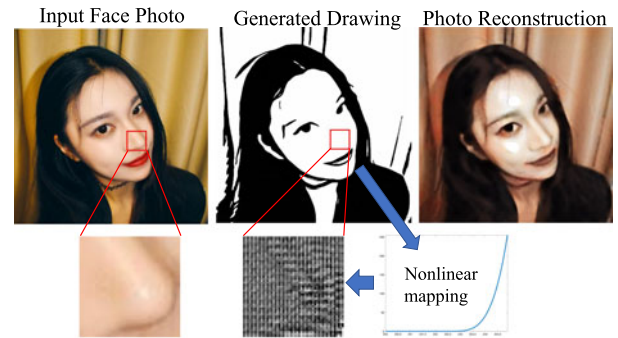 Input Face Photo
Generated Drawing
Photo Reconstruction
Nonlinear
mapping